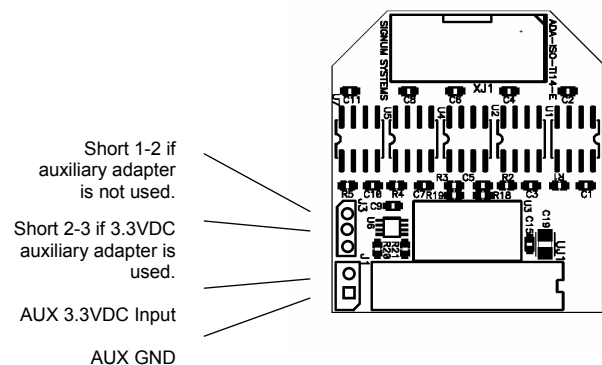 SIGNUM SYSTEMS
ADA-ISO-TI14-E
XJ1
C11
C8
C6
C4
C2
U5
U4
U2
U1
Short 1-2 if
auxiliary adapter
is not used.
R5
C10
R4
C7
R3
C5
R2
C3
R1
C1
R19
R18
J3
C9
U3
C19
C15
Short 2-3 if 3.3VDC
auxiliary adapter is
used.
U6
R20
R21
J1
UJ1
AUX 3.3VDC Input
AUX GND